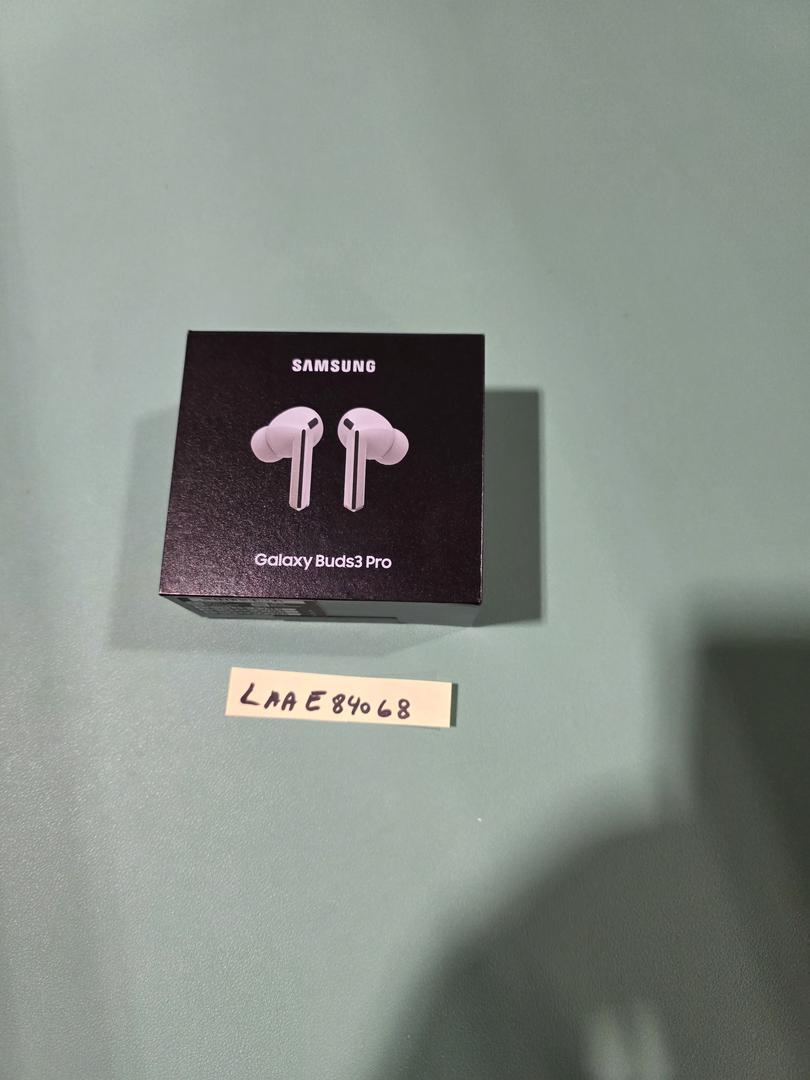 SAMSUNG
Galaxy Buds3 Pro
LAAE84068